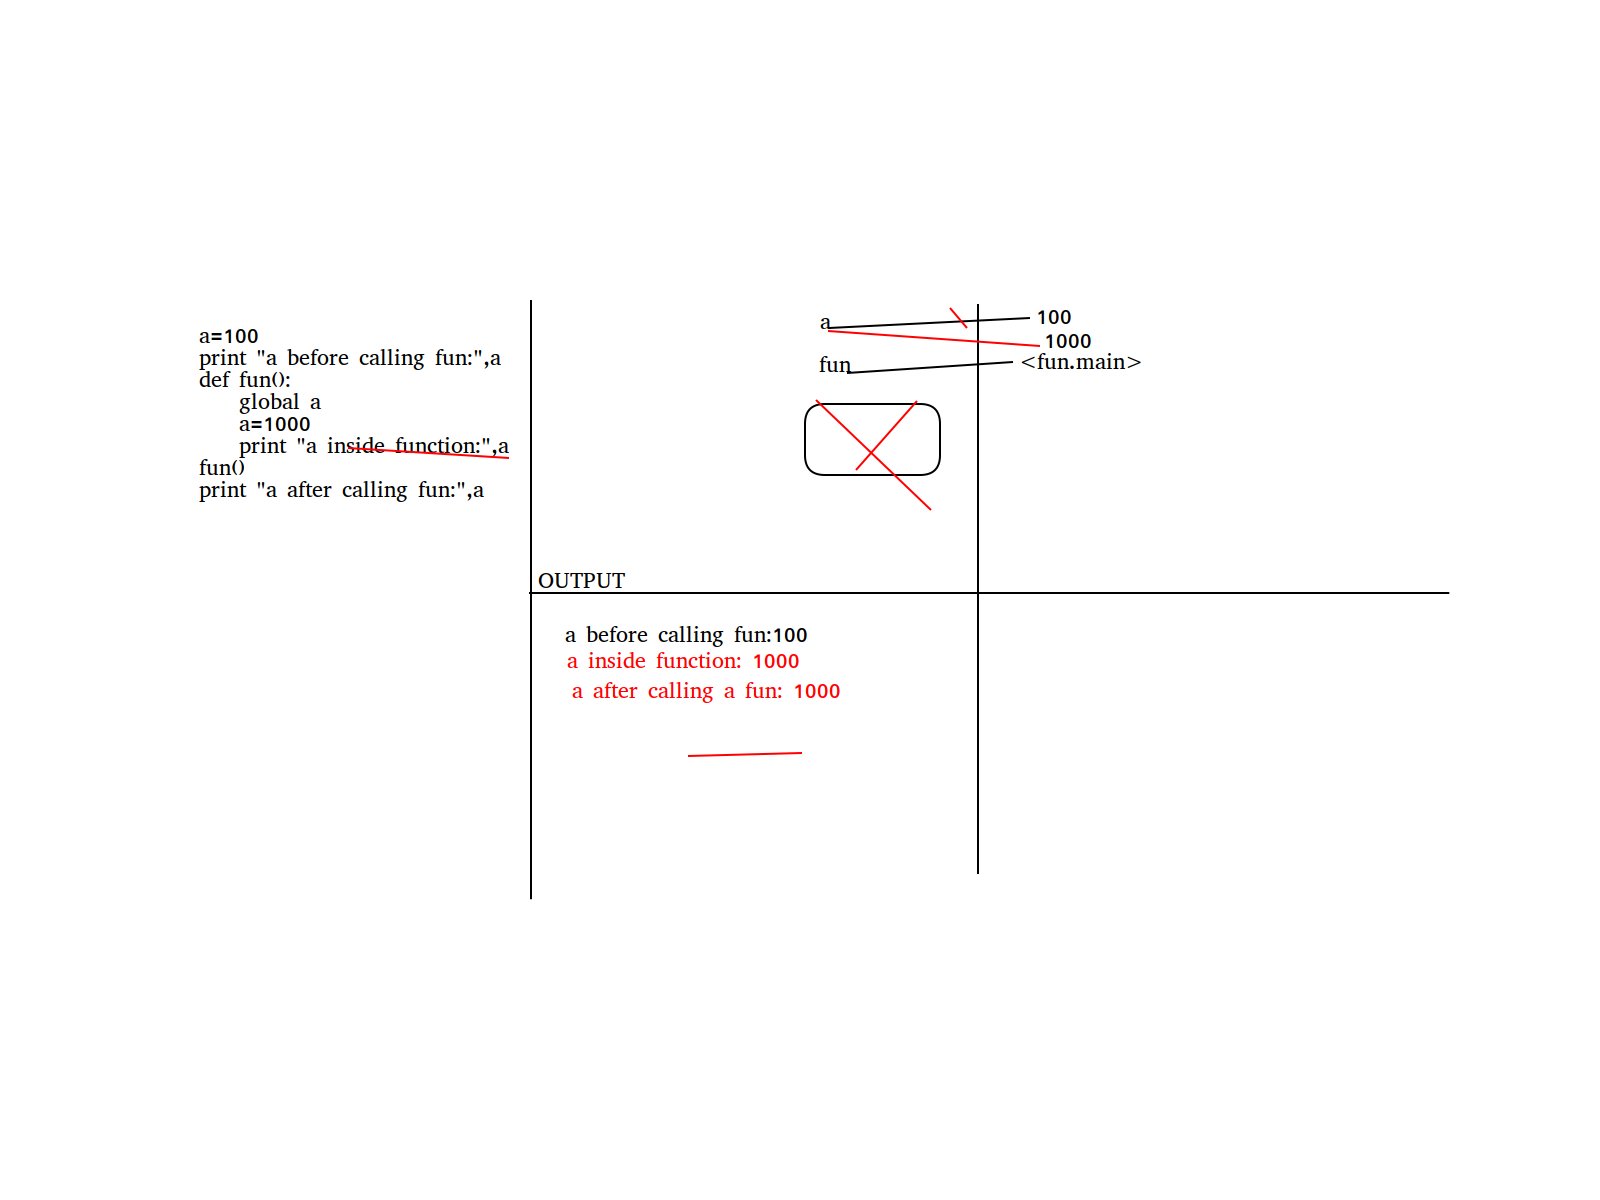 a=100
print "a before calling fun:",a
def fun():
global a
a=1000
print "a inside function:",a
fun()
print "a after calling fun:",a
a
100
1000
fun
<fun.main>
OUTPUT
a before calling fun:100
a inside function: 1000
a after calling a fun: 1000